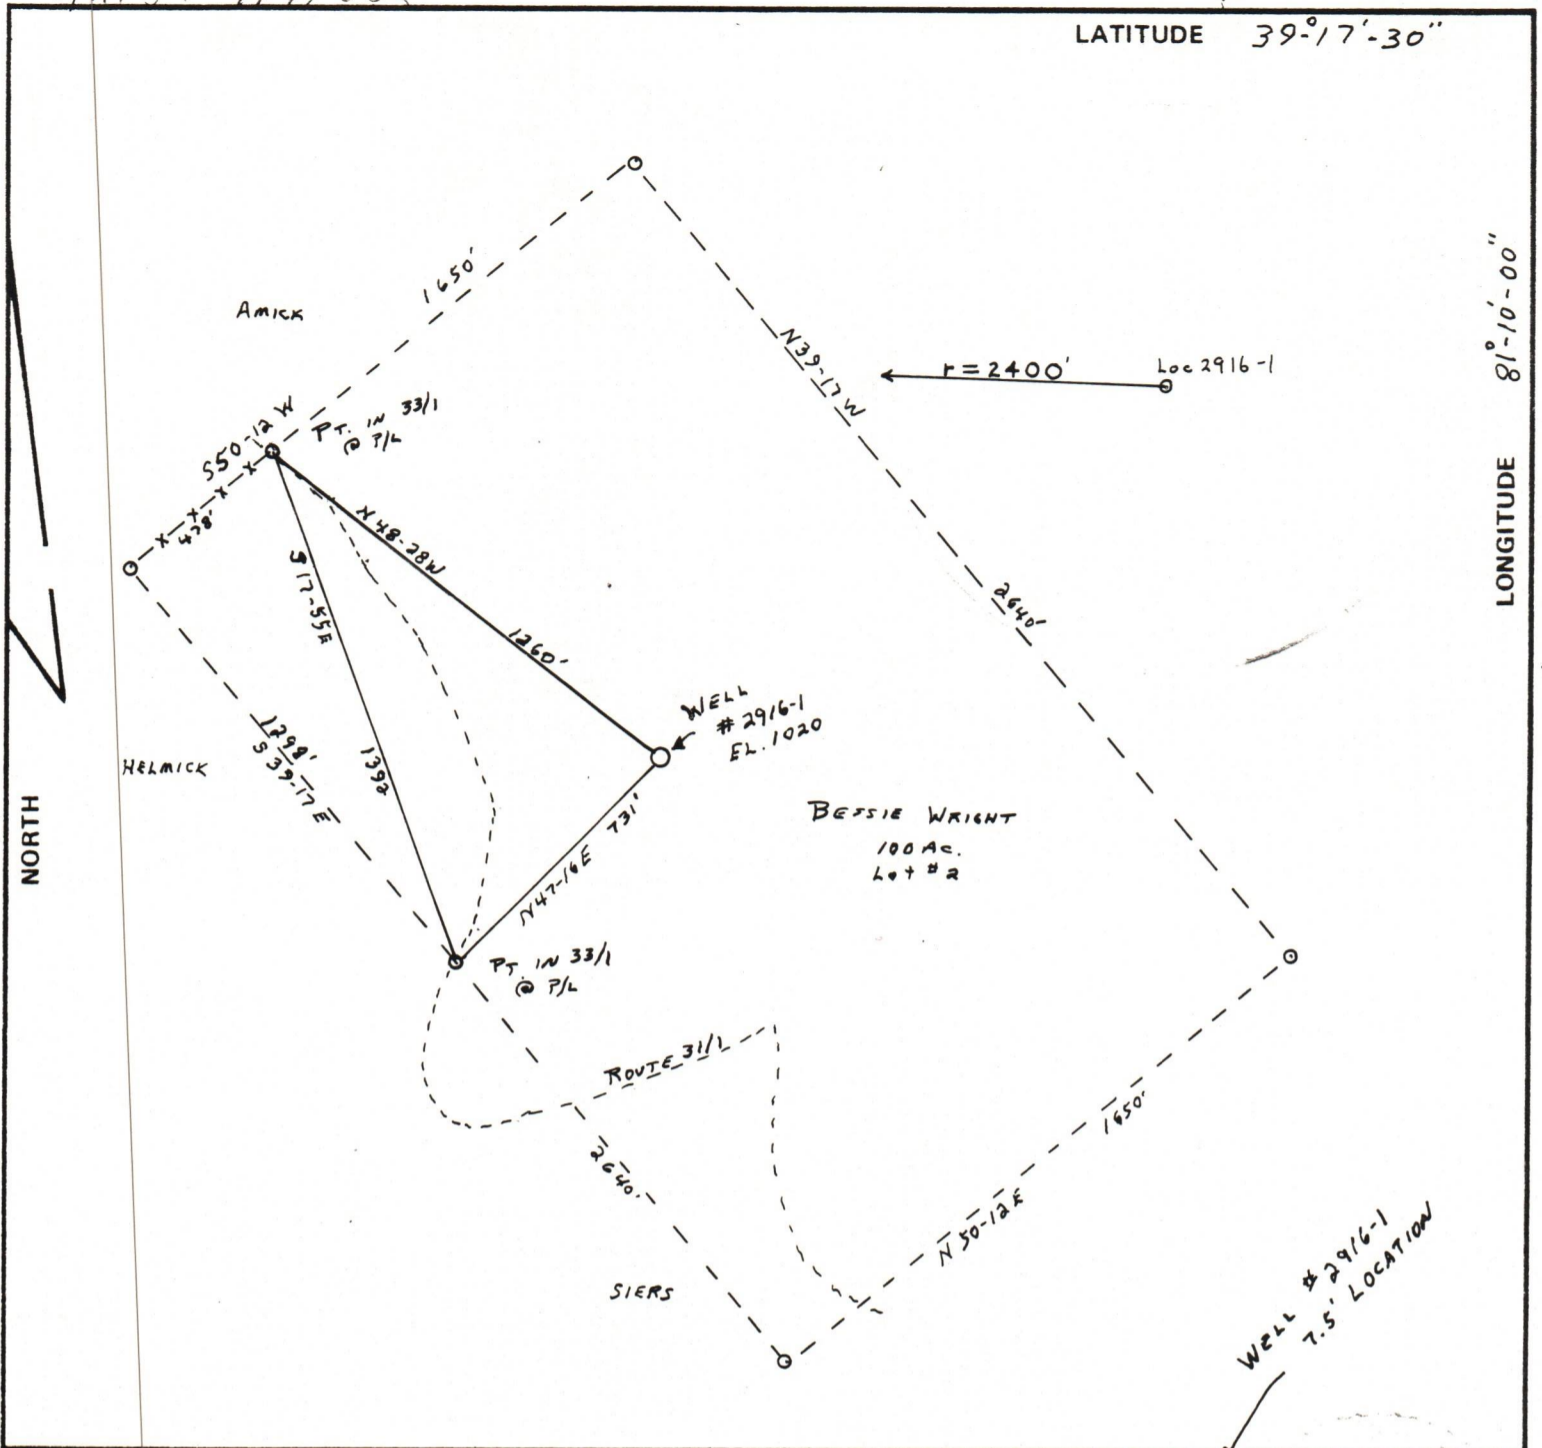 LATITUDE 39°-17'-30"
LONGITUDE 81°-10'-00"
NORTH
1650'
AMICK
N39-17W
r = 2400'
Loc 2916-1
S50-12 W
PT. IN 33/1
@ P/L
478'
N48-28W
S17-55E
2640'
1260'
WELL
# 2916-1
EL. 1020
1298'
S39-17E
HELMICK
1392
731'
N47-16E
BESSIE WRIGHT
100 Ac.
Lot #2
PT. IN 33/1
@ P/L
ROUTE 31/1
1650'
2640'
N 50-12 E
SIERS
WELL # 2916-1
7.5' LOCATION